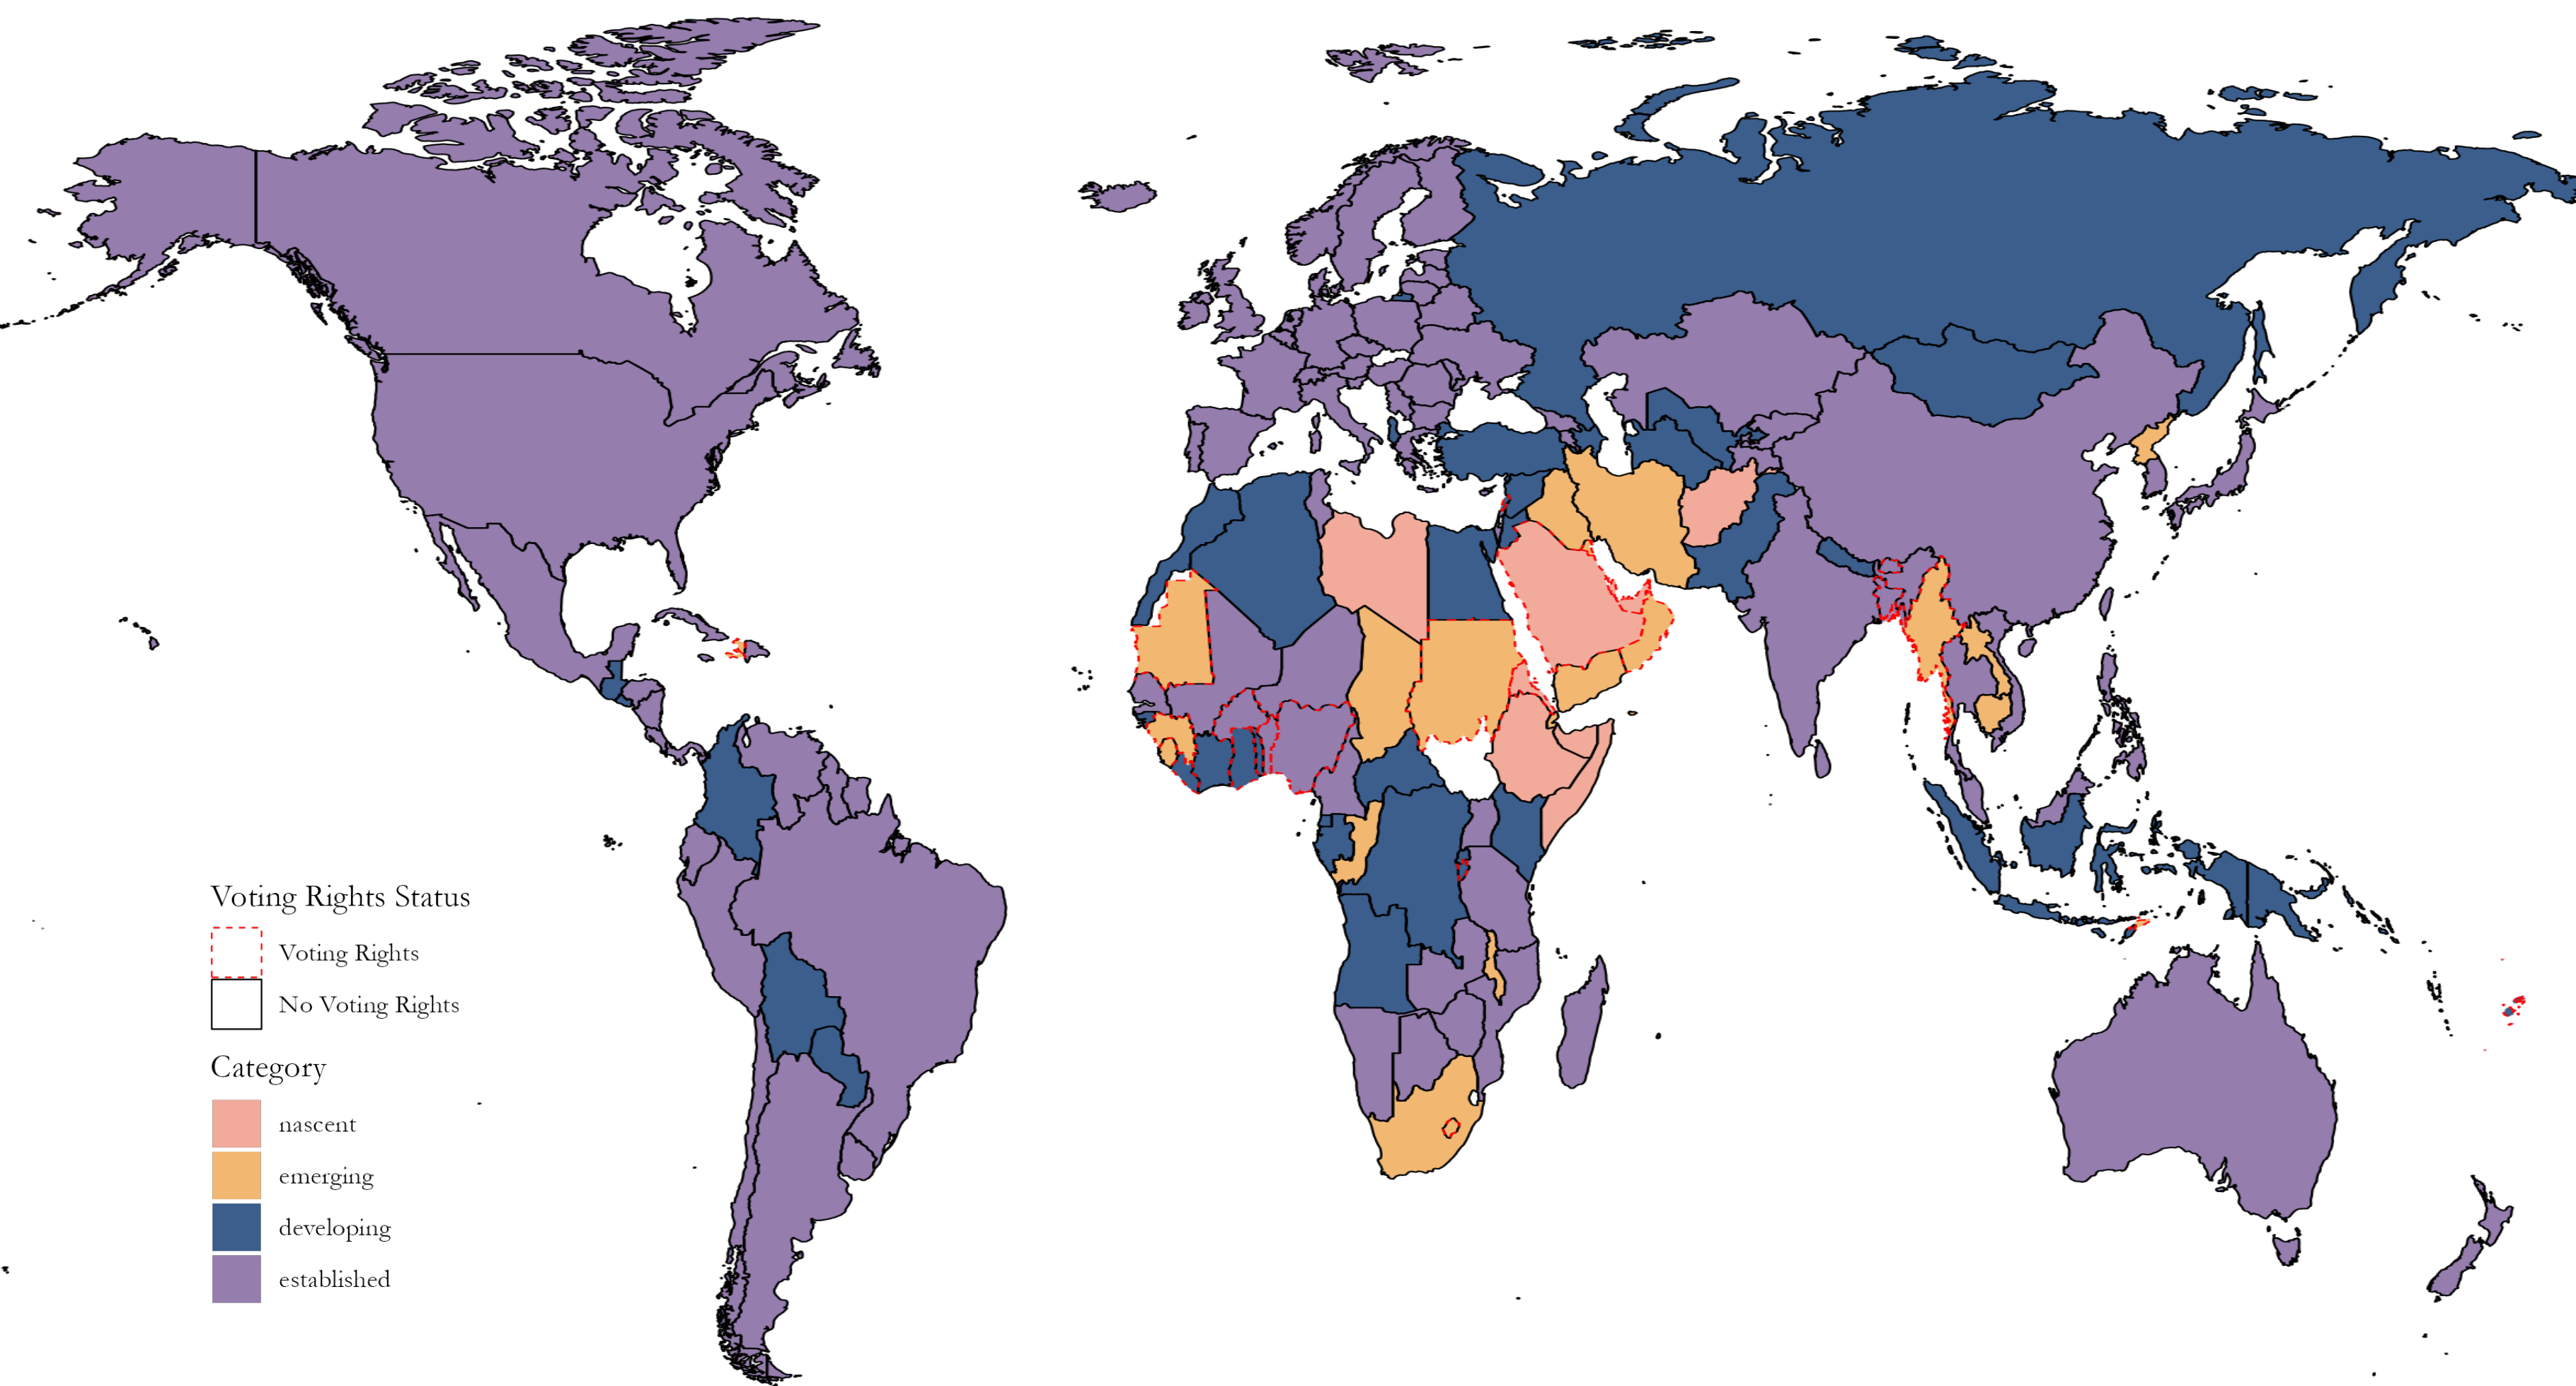 Voting Rights Status
Voting Rights
No Voting Rights
Category
nascent
emerging
developing
established